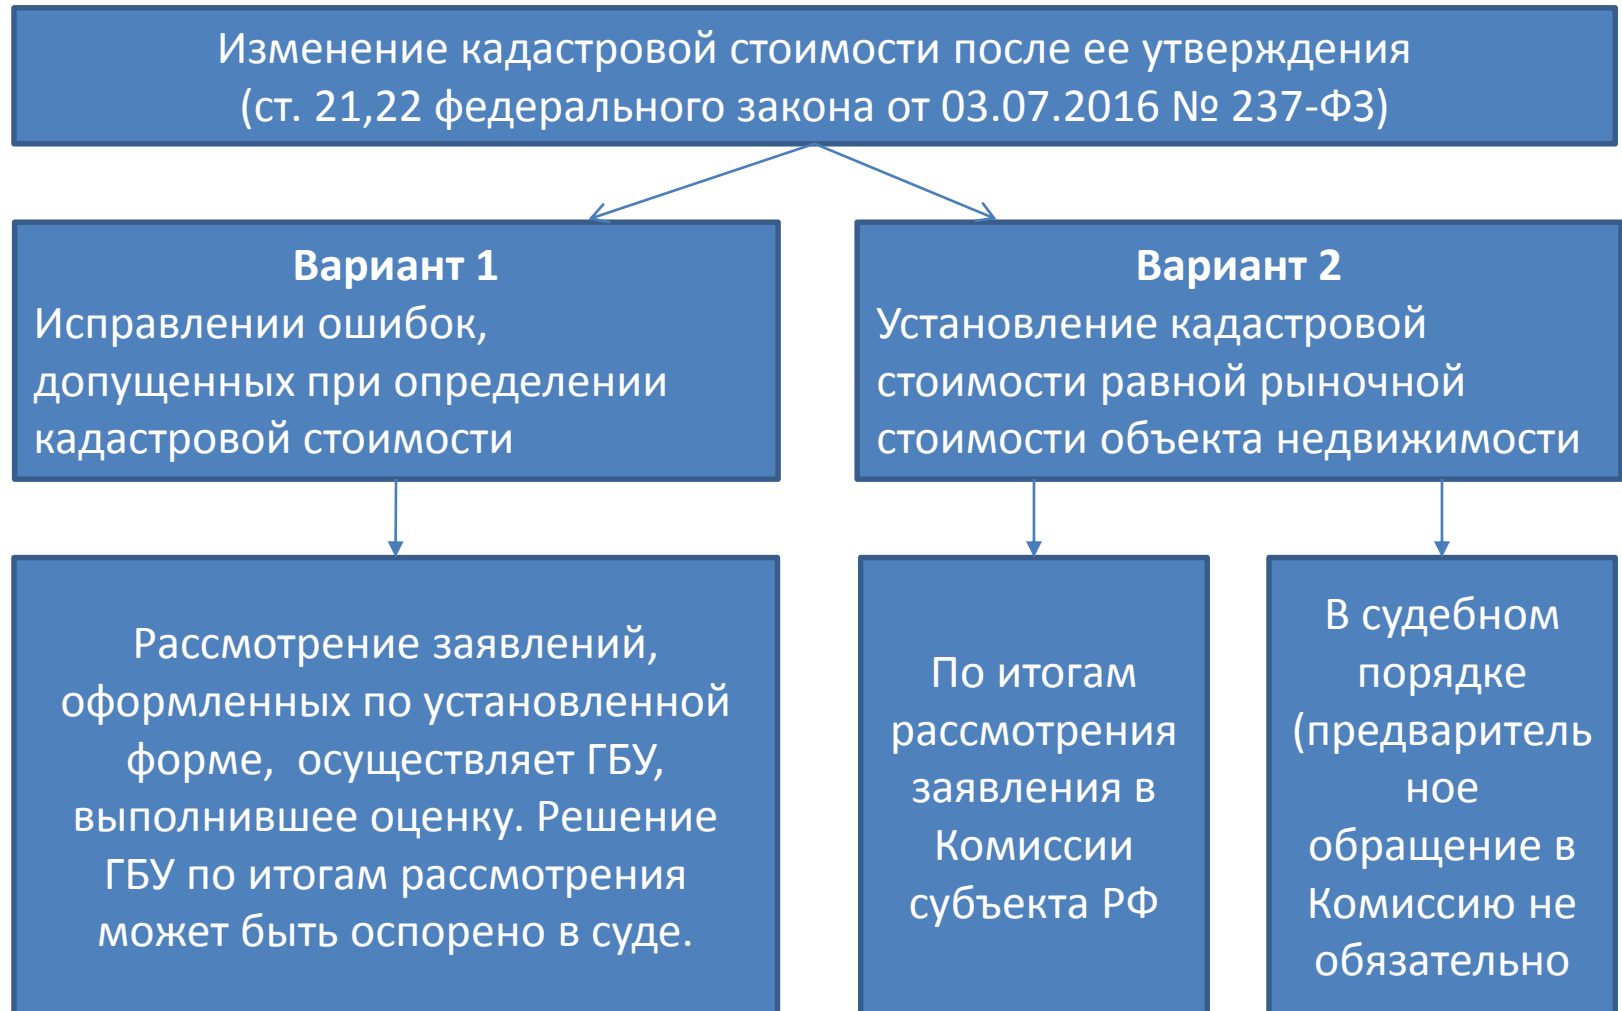 Изменение кадастровой стоимости после ее утверждения
(ст. 21,22 федерального закона от 03.07.2016 № 237-ФЗ)
Вариант 1
Исправлении ошибок,
допущенных при определении
кадастровой стоимости
Вариант 2
Установление кадастровой
стоимости равной рыночной
стоимости объекта недвижимости
Рассмотрение заявлений,
оформленных по установленной
форме, осуществляет ГБУ,
выполнившее оценку. Решение
ГБУ по итогам рассмотрения
может быть оспорено в суде.
По итогам
рассмотрения
заявления в
Комиссии
субъекта РФ
В судебном
порядке
(предваритель
ное
обращение в
Комиссию не
обязательно